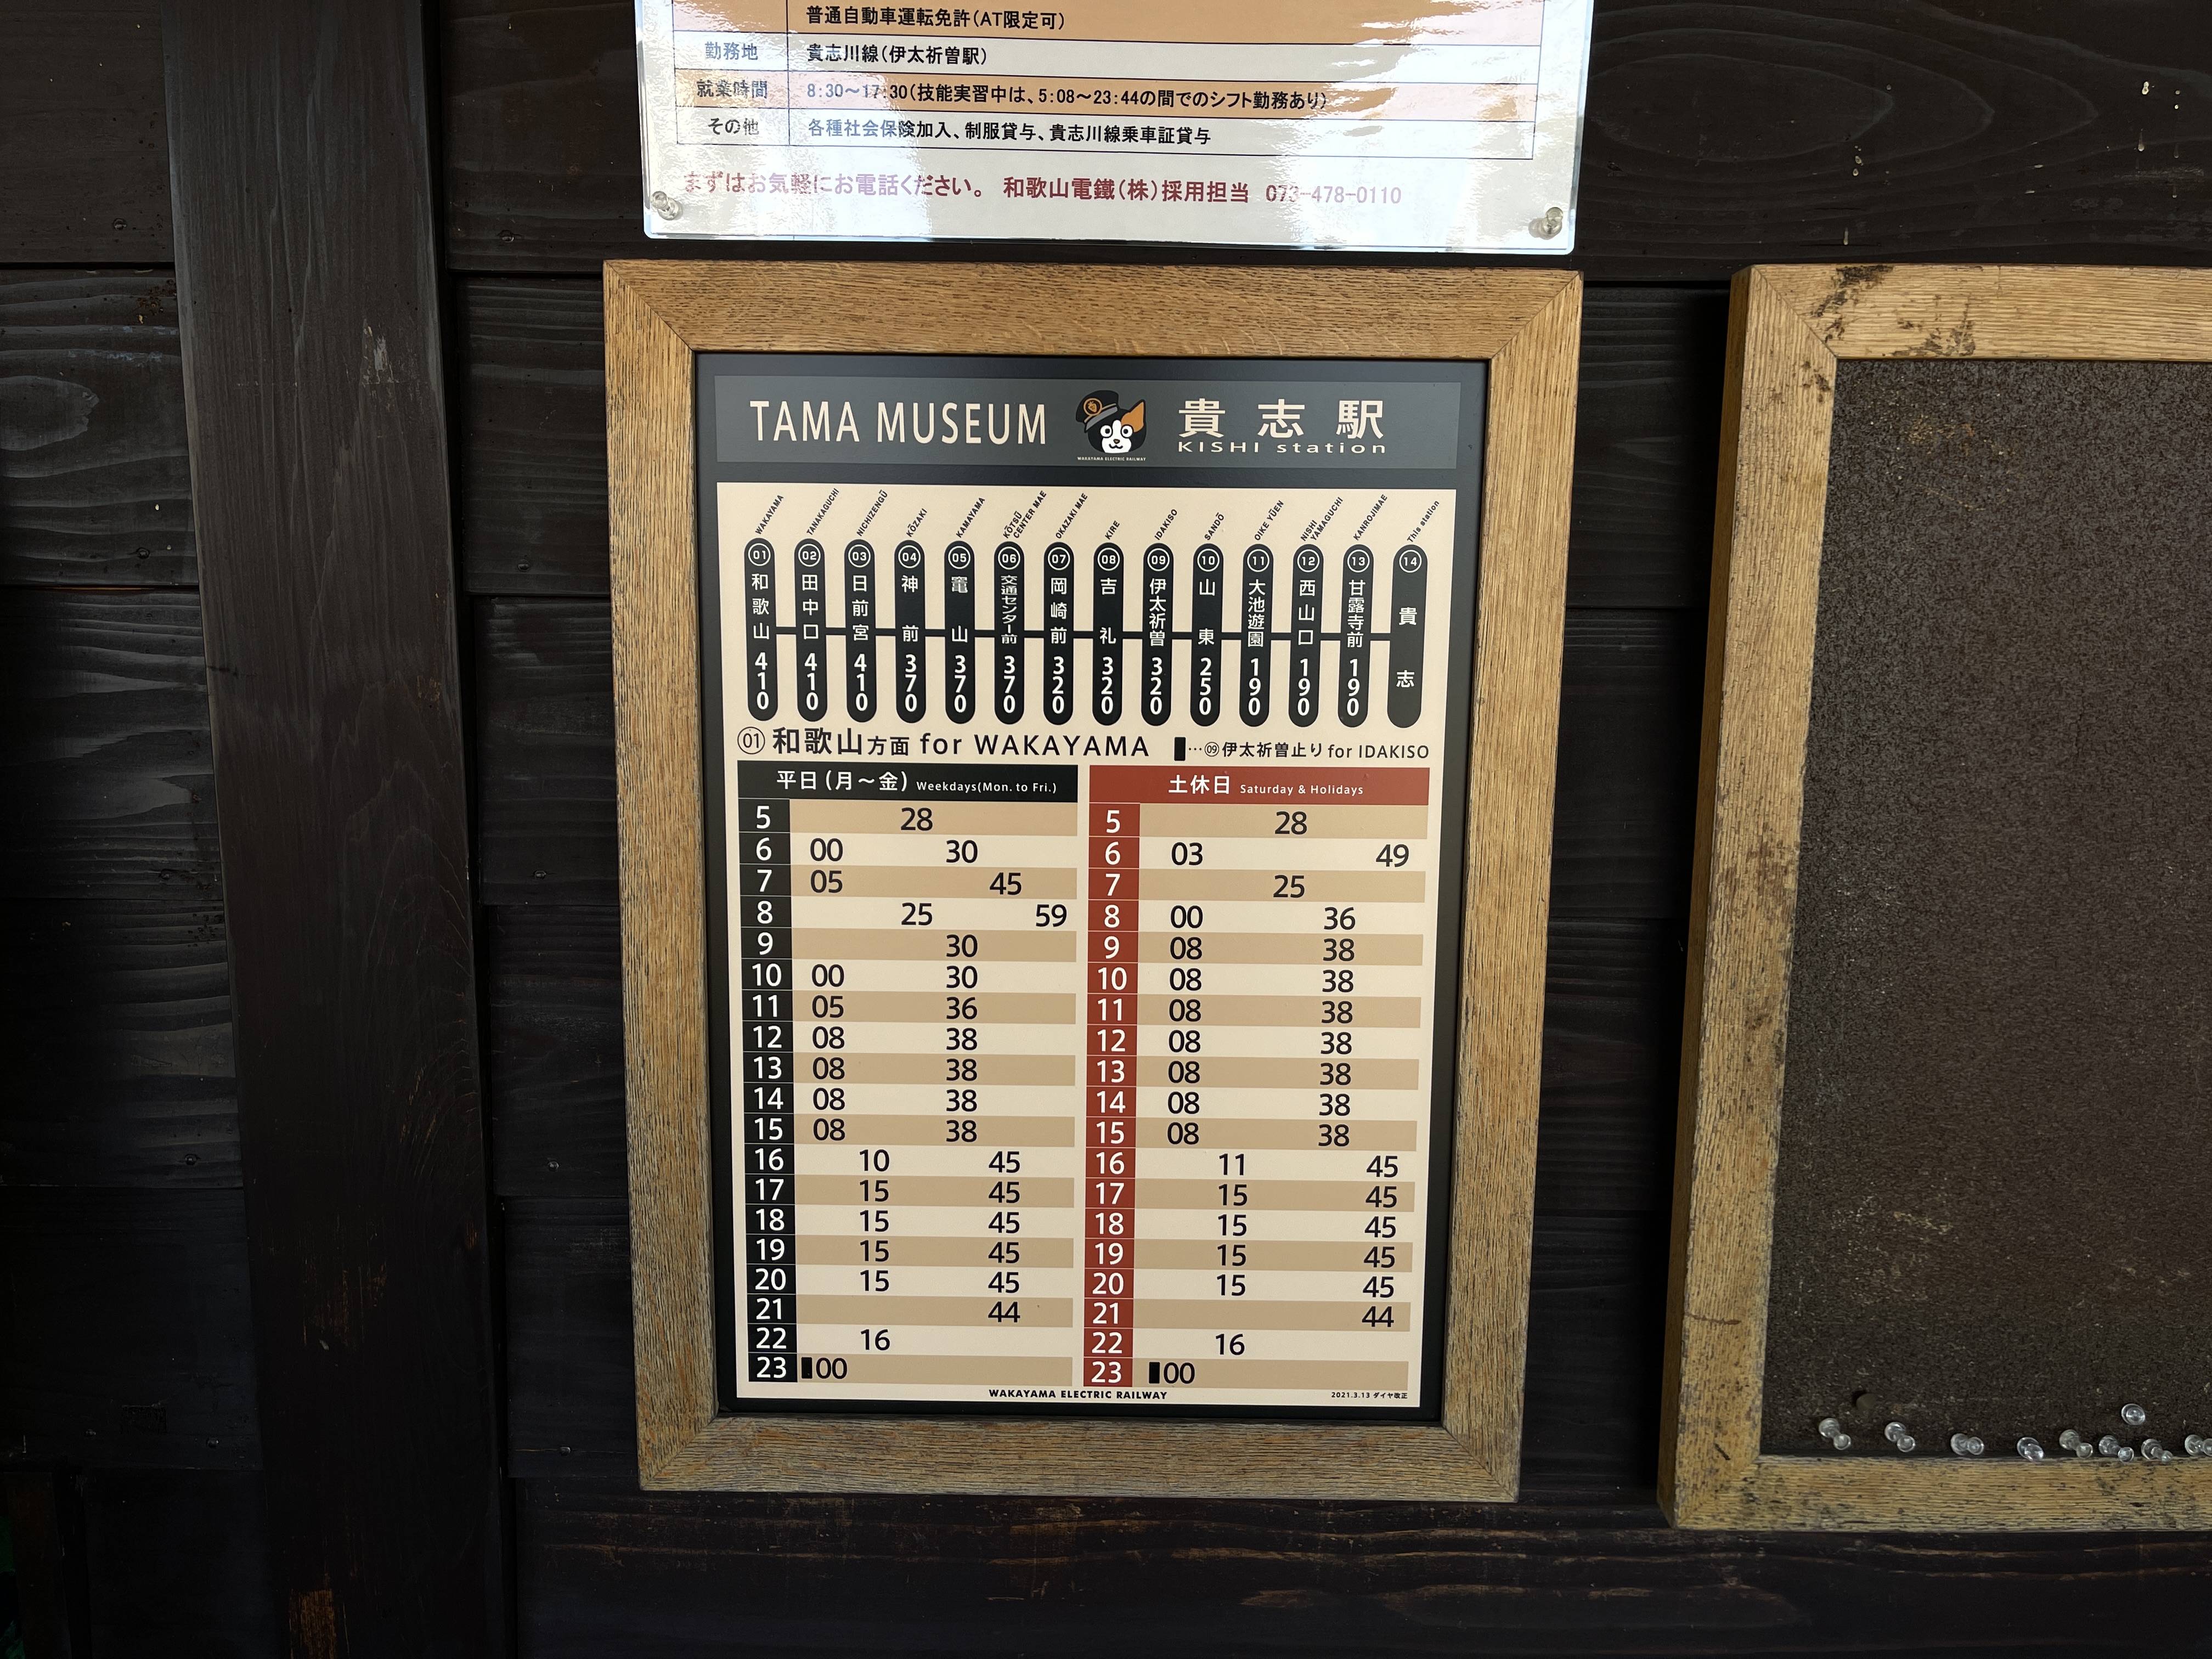 普通自動車運転免許(AT限定可)
勤務地 貴志川線(伊太祈曽駅)
就業時間 8:30～17:30(技能実習中は、5:08～23:44の間でのシフト勤務あり)
その他 各種社会保険加入、制服貸与、貴志川線乗車証貸与
まずはお気軽にお電話ください。 和歌山電鐵(株)採用担当 073-478-0110
TAMA MUSEUM 貴志駅
WAKAYAMA ELECTRIC RAILWAY KISHI station
WAKAYAMA TANAKAGUCHI NICHIZENGŪ KŌZAKI KAMAYAMA KŌTSŪ CENTER MAE OKAZAKI MAE KIRE IDAKISO SANDŌ OIKE YŪEN NISHI YAMAGUCHI KANROJIMAE This station
01 和歌山 410
02 田中口 410
03 日前宮 410
04 神前 370
05 竈山 370
06 交通センター前 370
07 岡崎前 320
08 吉礼 320
09 伊太祈曽 320
10 山東 250
11 大池遊園 190
12 西山口 190
13 甘露寺前 190
14 貴志
01 和歌山方面 for WAKAYAMA …09伊太祈曽止り for IDAKISO
平日(月～金) Weekdays(Mon. to Fri.)
5 28
6 00 30
7 05 45
8 25 59
9 30
10 00 30
11 05 36
12 08 38
13 08 38
14 08 38
15 08 38
16 10 45
17 15 45
18 15 45
19 15 45
20 15 45
21 44
22 16
23 00
土休日 Saturday & Holidays
5 28
6 03 49
7 25
8 00 36
9 08 38
10 08 38
11 08 38
12 08 38
13 08 38
14 08 38
15 08 38
16 11 45
17 15 45
18 15 45
19 15 45
20 15 45
21 44
22 16
23 00
WAKAYAMA ELECTRIC RAILWAY 2021.3.13 ダイヤ改正